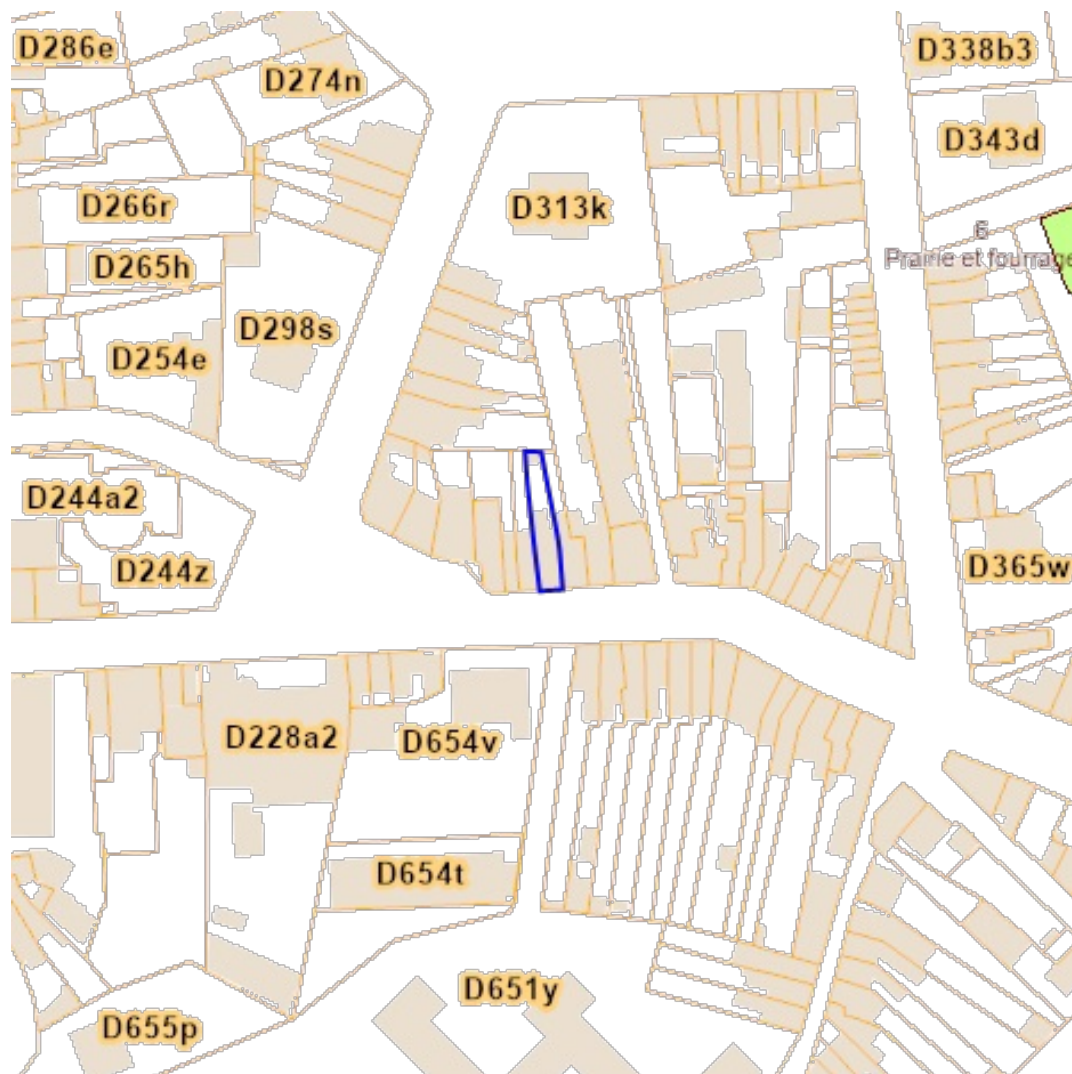 D286e
D338b3
D274n
D343d
D266r
D313k
6
Prairie et fourrage
D265h
D298s
D254e
D244a2
D244z
D365w
D228a2
D654v
D654t
D651y
D655p